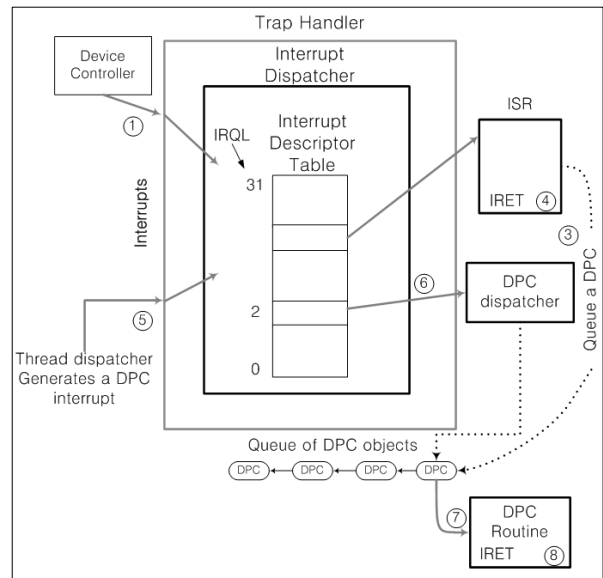 Trap Handler
Device
Controller
Interrupt
Dispatcher
1
IRQL
Interrupt
Descriptor
Table
31
Interrupts
ISR
IRET 4
3
Queue a DPC
5
2
6
DPC
dispatcher
Thread dispatcher
Generates a DPC
interrupt
0
Queue of DPC objects
DPC DPC DPC DPC
7
DPC
Routine
IRET 8